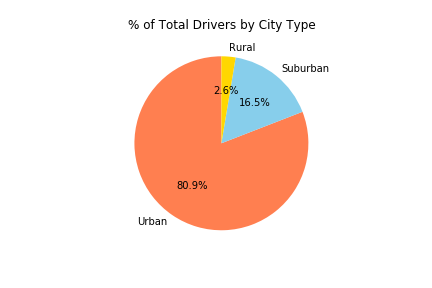 % of Total Drivers by City Type
Rural
Suburban
2.6%
16.5%
80.9%
Urban